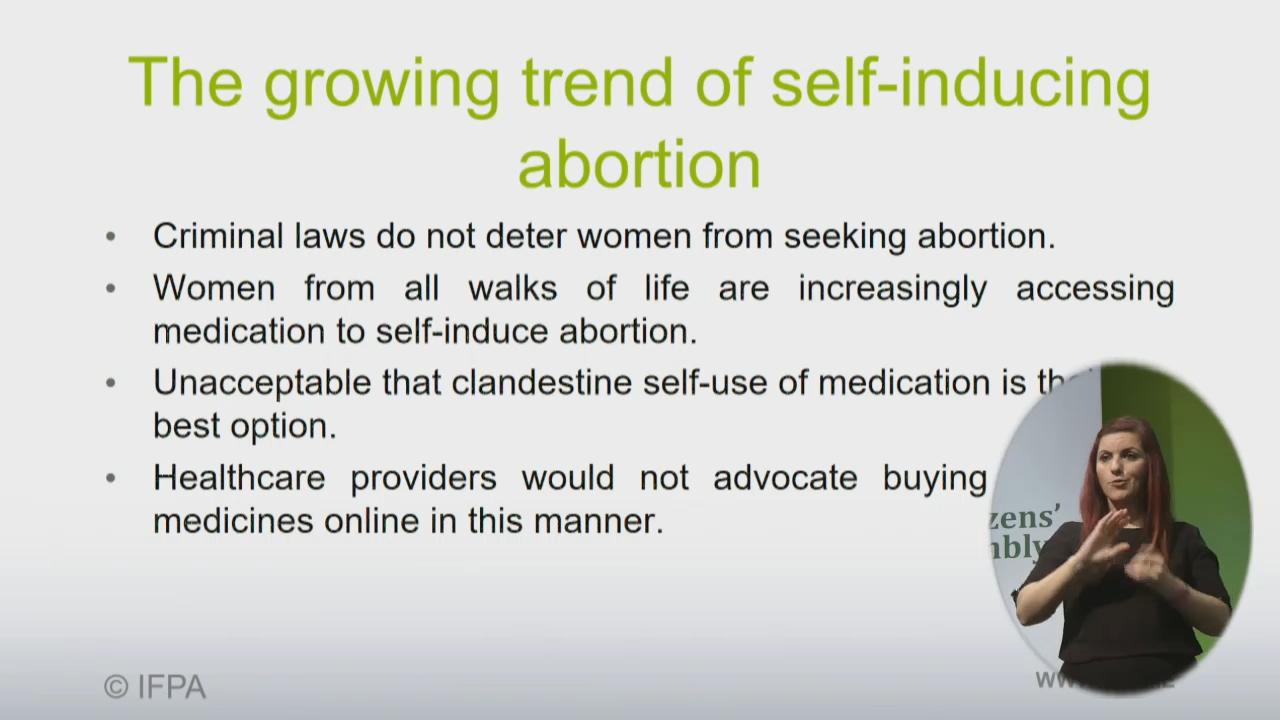 The growing trend of self-inducing
abortion
• Criminal laws do not deter women from seeking abortion.
• Women from all walks of life are increasingly accessing
medication to self-induce abortion.
• Unacceptable that clandestine self-use of medication is
best option.
• Healthcare providers would not advocate buying
medicines online in this manner.
zens’
mbly
© IFPA